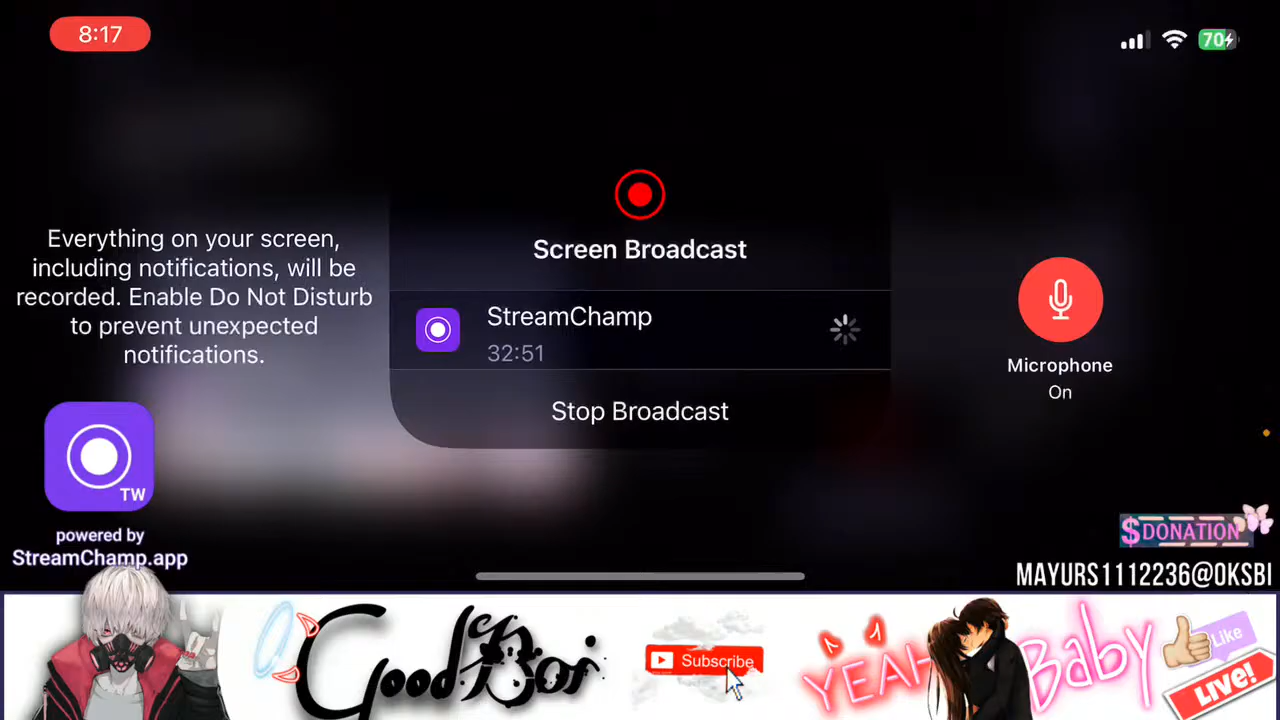 8:17
70
Screen Broadcast
Everything on your screen,
including notifications, will be
recorded. Enable Do Not Disturb
to prevent unexpected
notifications.
StreamChamp
32:51
Stop Broadcast
Microphone
On
TW
powered by
StreamChamp.app
$DONATION
MAYURS1112236@OKSBI
Good Boi
Subscribe
YEAH
Baby
Like
LIVE!